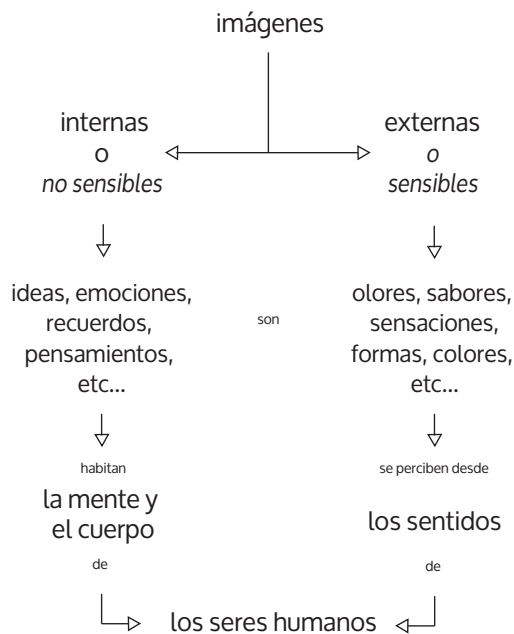 imágenes
internas
o
no sensibles
externas
o
sensibles
ideas, emociones,
recuerdos,
pensamientos,
etc...
son
olores, sabores,
sensaciones,
formas, colores,
etc...
habitan
la mente y
el cuerpo
de
se perciben desde
los sentidos
de
los seres humanos